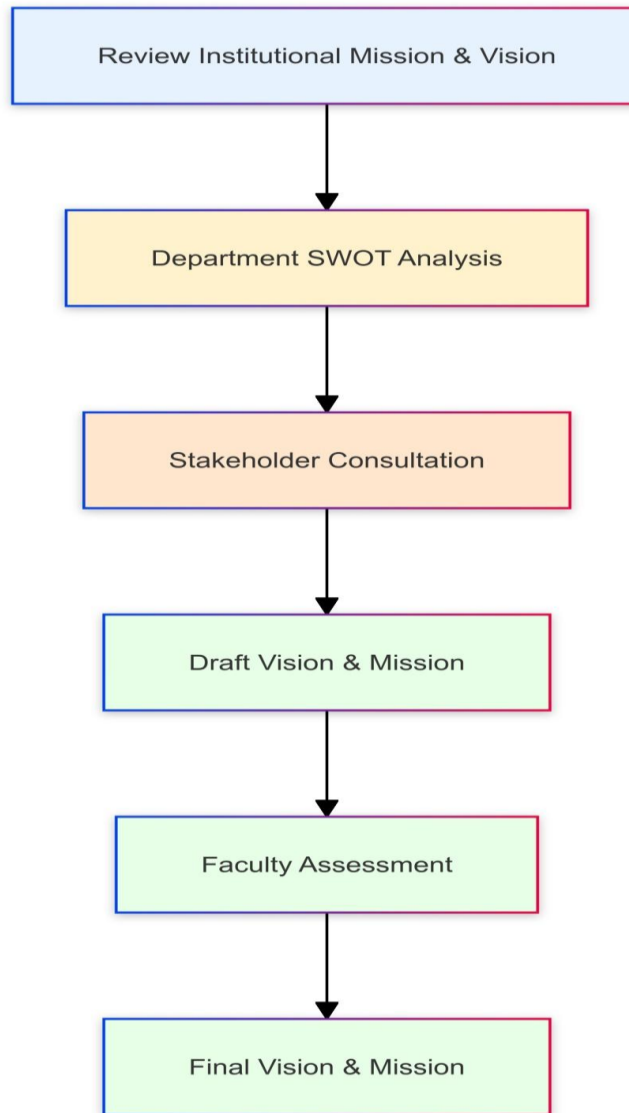 Review Institutional Mission & Vision
Department SWOT Analysis
Stakeholder Consultation
Draft Vision & Mission
Faculty Assessment
Final Vision & Mission